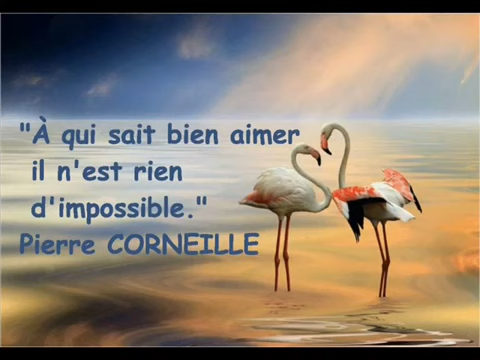 "À qui sait bien aimer
il n'est rien
d'impossible."
Pierre CORNEILLE